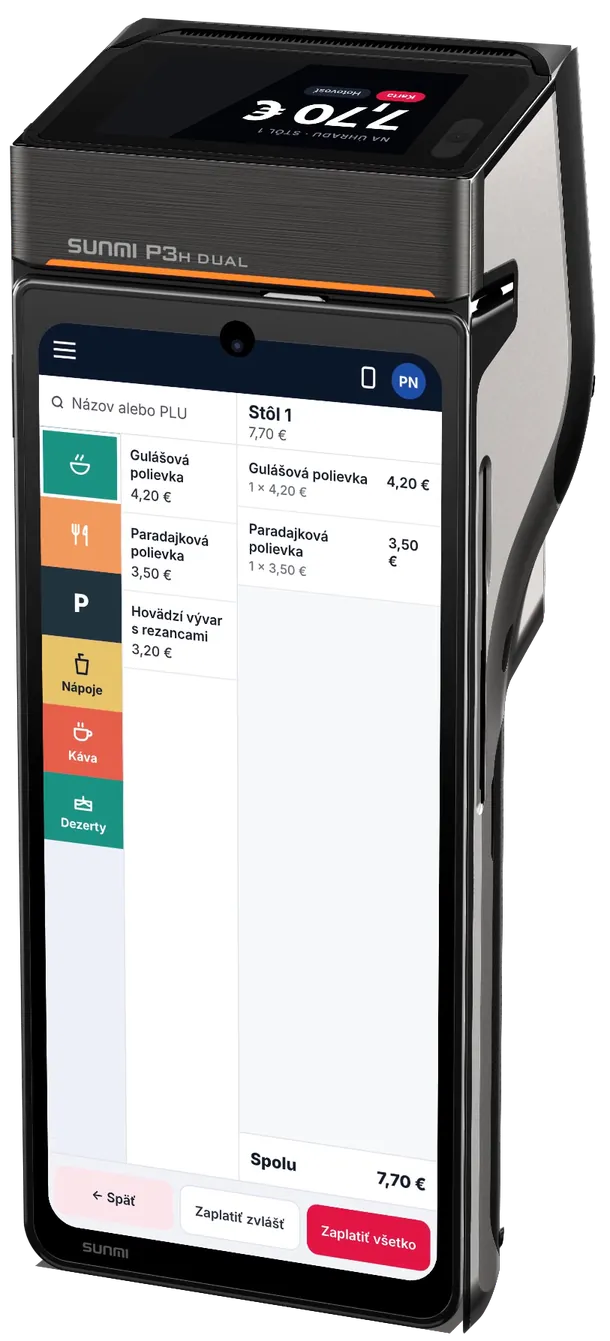 NA ÚHRADU · STÔL 1
7,70 €
Karta
Hotovosť
SUNMI P3H DUAL
PN
Názov alebo PLU
Stôl 1
7,70 €
Gulášová
polievka
4,20 €
Paradajková
polievka
3,50 €
Hovädzí vývar
s rezancami
3,20 €
P
Nápoje
Káva
Dezerty
Gulášová polievka
4,20 €
1 × 4,20 €
Paradajková
polievka
3,50
€
1 × 3,50 €
Spolu
7,70 €
← Späť
Zaplatiť zvlášť
Zaplatiť všetko
SUNMI